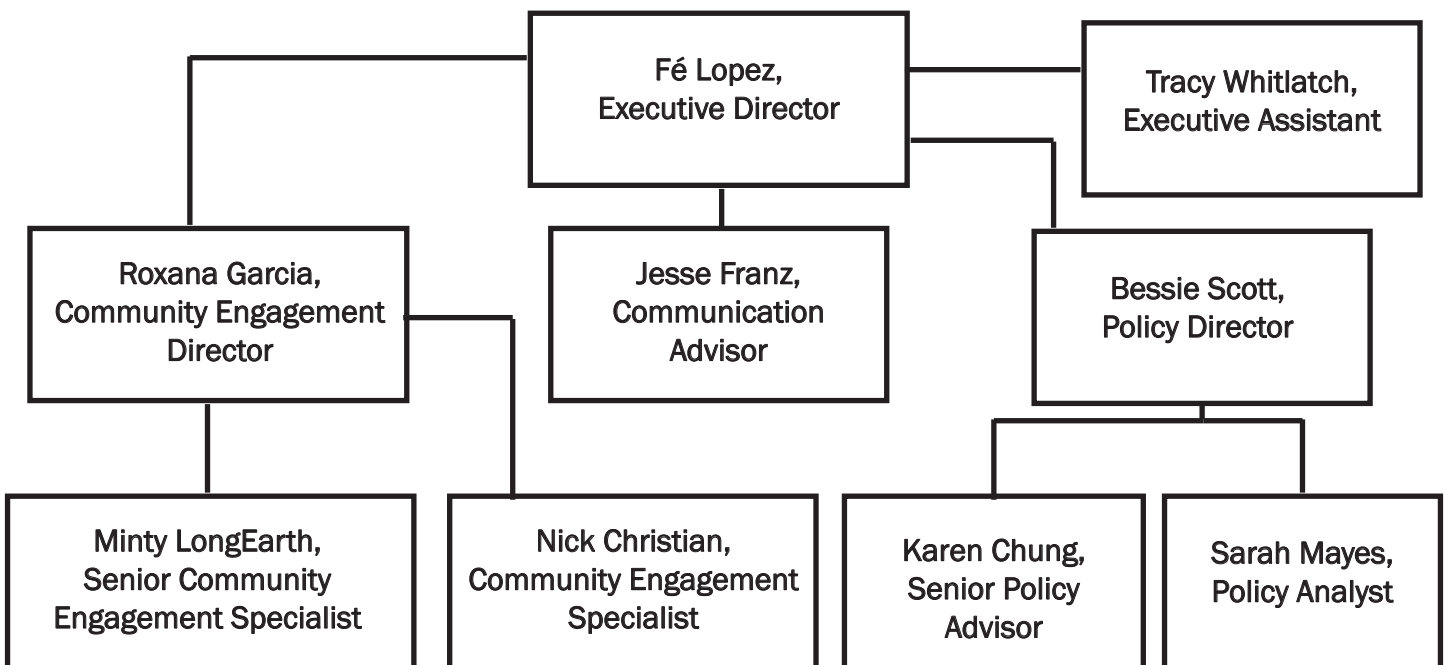 Fé Lopez,
Executive Director
Tracy Whitlatch,
Executive Assistant
Roxana Garcia,
Community Engagement
Director
Jesse Franz,
Communication
Advisor
Bessie Scott,
Policy Director
Minty LongEarth,
Senior Community
Engagement Specialist
Nick Christian,
Community Engagement
Specialist
Karen Chung,
Senior Policy
Advisor
Sarah Mayes,
Policy Analyst